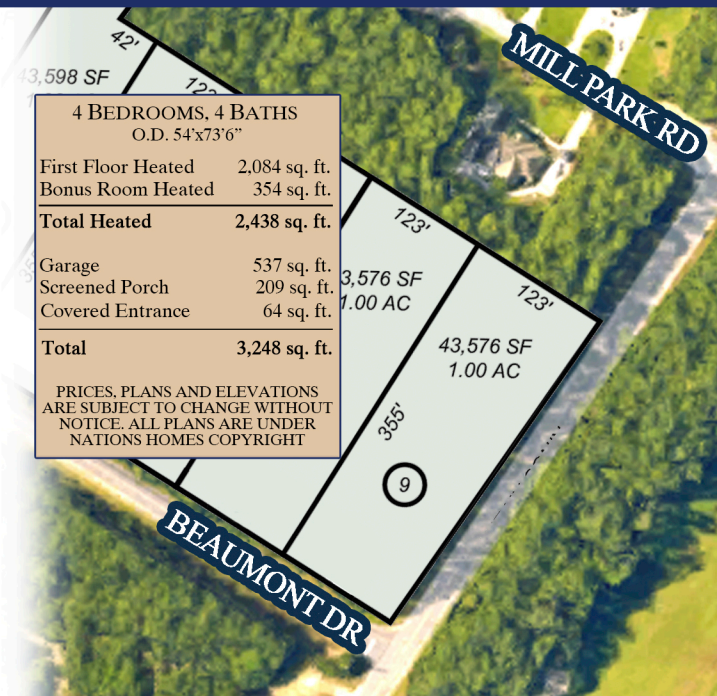 42'
43,598 SF
4 BEDROOMS, 4 BATHS
O.D. 54'x73'6"
First Floor Heated 2,084 sq. ft.
Bonus Room Heated 354 sq. ft.
Total Heated 2,438 sq. ft.
Garage 537 sq. ft.
Screened Porch 209 sq. ft.
Covered Entrance 64 sq. ft.
Total 3,248 sq. ft.
PRICES, PLANS AND ELEVATIONS
ARE SUBJECT TO CHANGE WITHOUT
NOTICE. ALL PLANS ARE UNDER
NATIONS HOMES COPYRIGHT
MILL PARK RD
123'
3,576 SF
1.00 AC
123'
43,576 SF
1.00 AC
355'
9
BEAUMONT DR